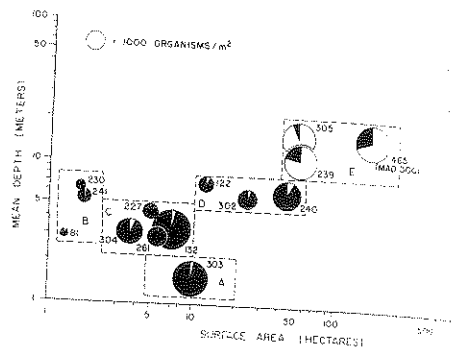 100
50
= 1000 ORGANISMS/m²
10
5
MEAN DEPTH (METERS)
305
465
(MAD 300)
239
E
230
241
B
181
122
D
302
240
C
227
304
261
132
303
A
1
5
10
50
100
SURFACE AREA (HECTARES)